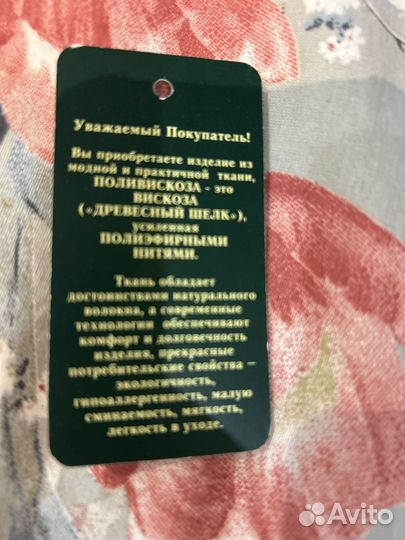 Уважаемый Покупатель!
Вы приобретаете изделие из
модной и практичной ткани,
ПОЛИВИСКОЗА - это
ВИСКОЗА
(«ДРЕВЕСНЫЙ ШЕЛК»),
усиленная
ПОЛИЭФИРНЫМИ
НИТЯМИ.
Ткань обладает
достоинствами натурального
волокна, а современные
технологии обеспечивают
комфорт и долговечность
изделия, прекрасные
потребительские свойства –
экологичность,
гипоаллергенность, малую
сминаемость, мягкость,
легкость в уходе.
Avito